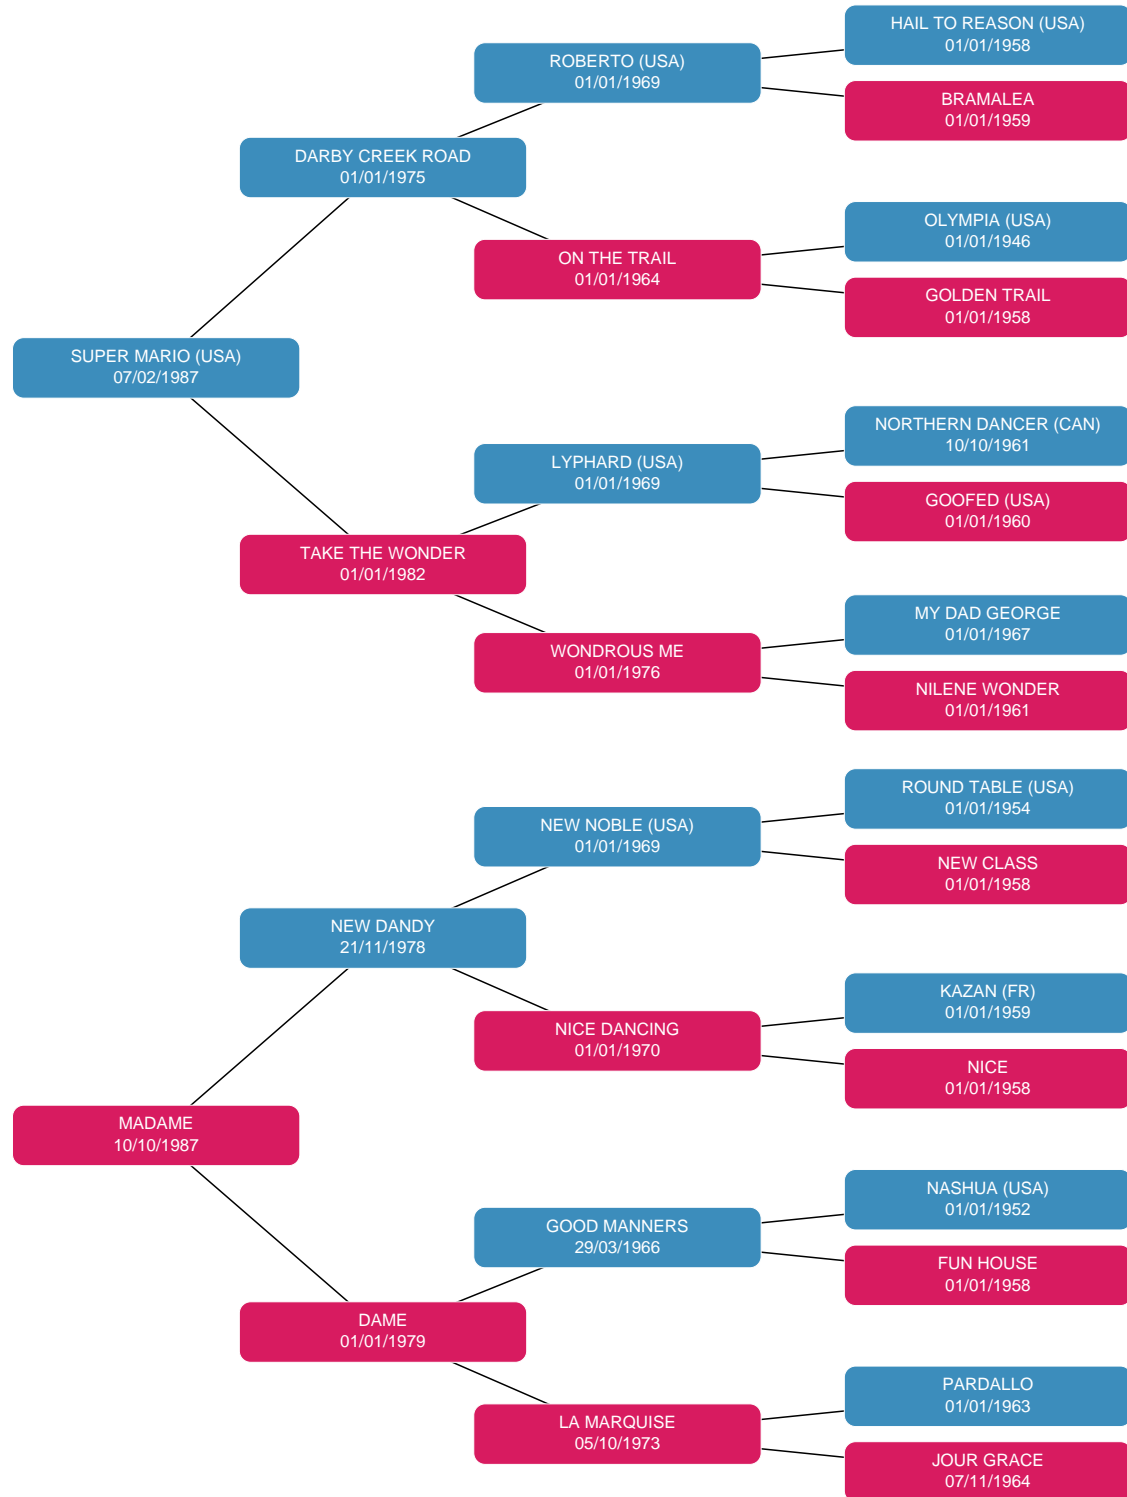 HAIL TO REASON (USA)
01/01/1958
ROBERTO (USA)
01/01/1969
BRAMALEA
01/01/1959
DARBY CREEK ROAD
01/01/1975
OLYMPIA (USA)
01/01/1946
ON THE TRAIL
01/01/1964
GOLDEN TRAIL
01/01/1958
SUPER MARIO (USA)
07/02/1987
NORTHERN DANCER (CAN)
10/10/1961
LYPHARD (USA)
01/01/1969
GOOFED (USA)
01/01/1960
TAKE THE WONDER
01/01/1982
MY DAD GEORGE
01/01/1967
WONDROUS ME
01/01/1976
NILENE WONDER
01/01/1961
ROUND TABLE (USA)
01/01/1954
NEW NOBLE (USA)
01/01/1969
NEW CLASS
01/01/1958
NEW DANDY
21/11/1978
KAZAN (FR)
01/01/1959
NICE DANCING
01/01/1970
NICE
01/01/1958
MADAME
10/10/1987
NASHUA (USA)
01/01/1952
GOOD MANNERS
29/03/1966
FUN HOUSE
01/01/1958
DAME
01/01/1979
PARDALLO
01/01/1963
LA MARQUISE
05/10/1973
JOUR GRACE
07/11/1964